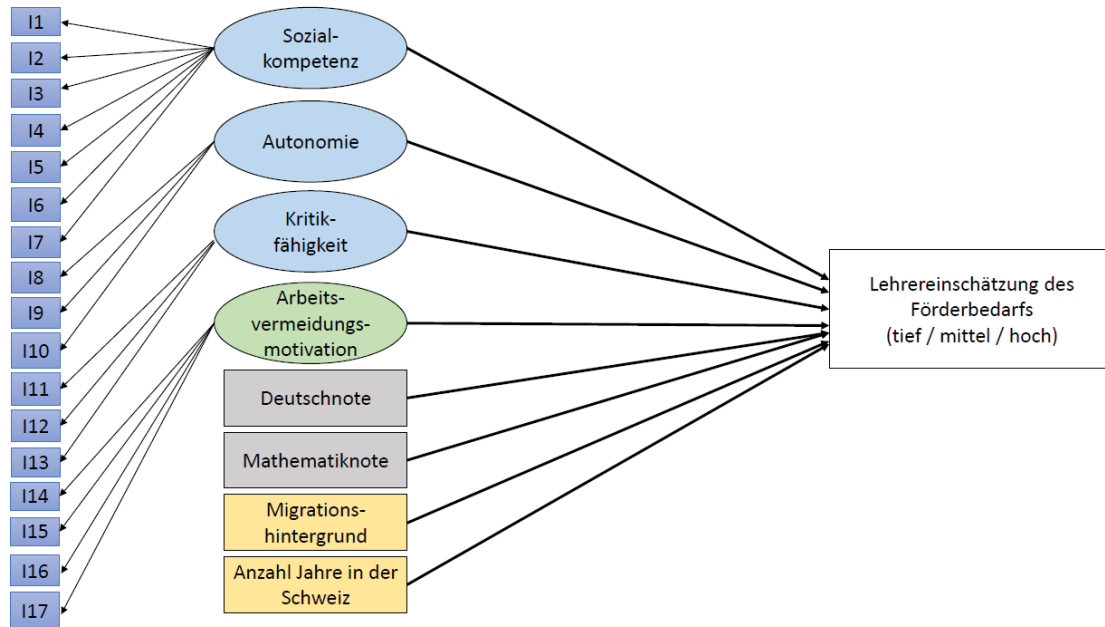 I1
I2
I3
I4
I5
I6
I7
I8
I9
I10
I11
I12
I13
I14
I15
I16
I17
Sozial-
kompetenz
Autonomie
Kritik-
fähigkeit
Arbeits-
vermeidungs-
motivation
Deutschnote
Mathematiknote
Migrations-
hintergrund
Anzahl Jahre in der
Schweiz
Lehrereinschätzung des
Förderbedarfs
(tief / mittel / hoch)